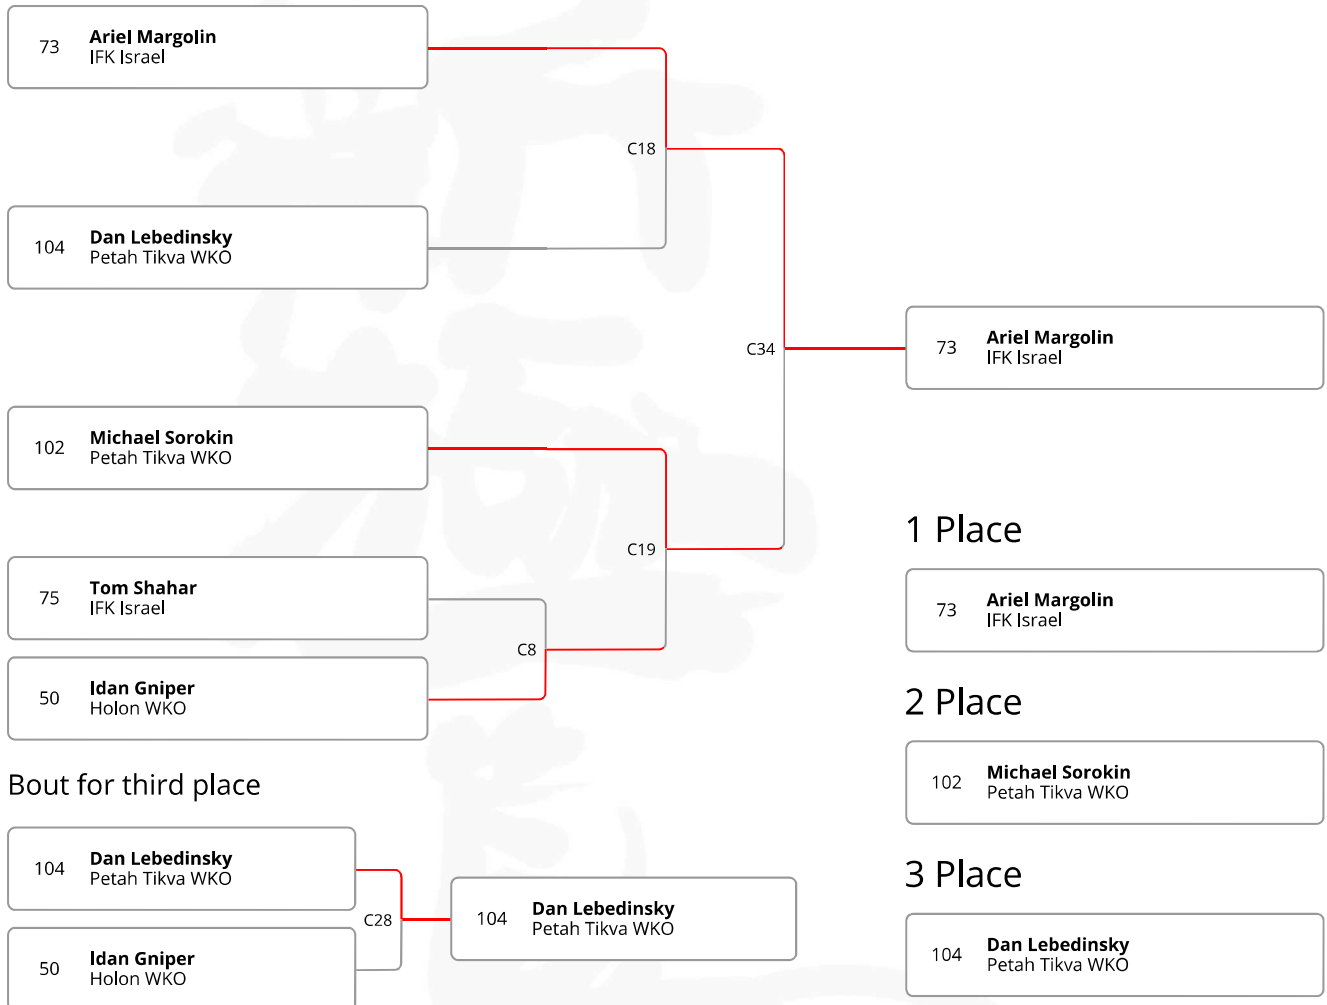 73
Ariel Margolin
IFK Israel
C18
104
Dan Lebedinsky
Petah Tikva WKO
C34
73
Ariel Margolin
IFK Israel
102
Michael Sorokin
Petah Tikva WKO
C19
75
Tom Shahar
IFK Israel
C8
50
Idan Gniper
Holon WKO
1 Place
73
Ariel Margolin
IFK Israel
2 Place
102
Michael Sorokin
Petah Tikva WKO
3 Place
104
Dan Lebedinsky
Petah Tikva WKO
Bout for third place
104
Dan Lebedinsky
Petah Tikva WKO
C28
50
Idan Gniper
Holon WKO
104
Dan Lebedinsky
Petah Tikva WKO